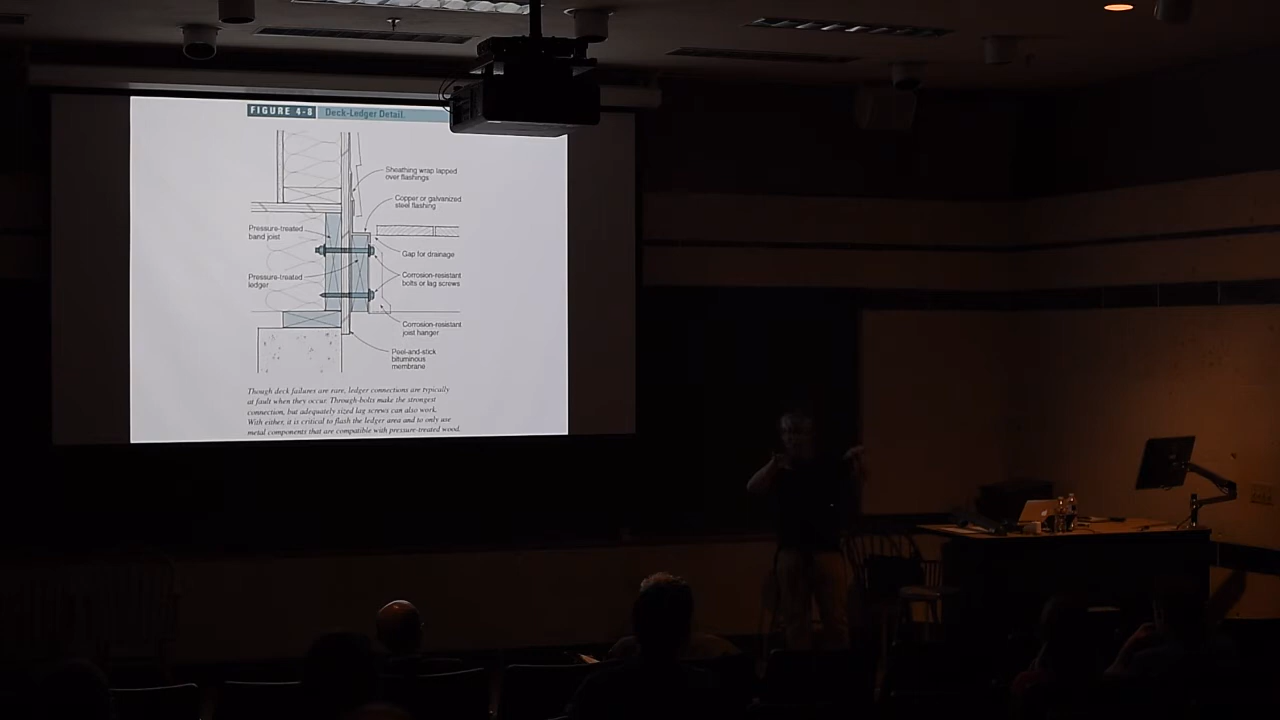 FIGURE 4-8 Deck-Ledger Detail.
Sheathing wrap lapped
over flashings
Copper or galvanized
steel flashing
Pressure-treated
band joist
Gap for drainage
Pressure-treated
ledger
Corrosion-resistant
bolts or lag screws
Corrosion-resistant
joist hanger
Peel-and-stick
bituminous
membrane
Though deck failures are rare, ledger connections are typically
at fault when they occur. Through-bolts make the strongest
connection, but adequately sized lag screws can also work.
With either, it is critical to flash the ledger area and to only use
metal components that are compatible with pressure-treated wood.